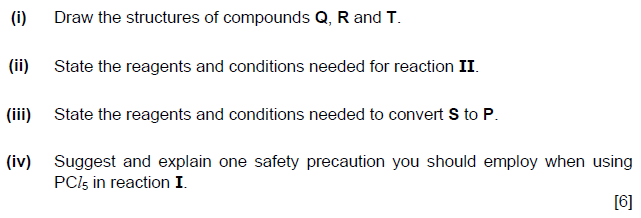 (i) Draw the structures of compounds Q, R and T.
(ii) State the reagents and conditions needed for reaction II.
(iii) State the reagents and conditions needed to convert S to P.
(iv) Suggest and explain one safety precaution you should employ when using
PCl₅ in reaction I.
[6]